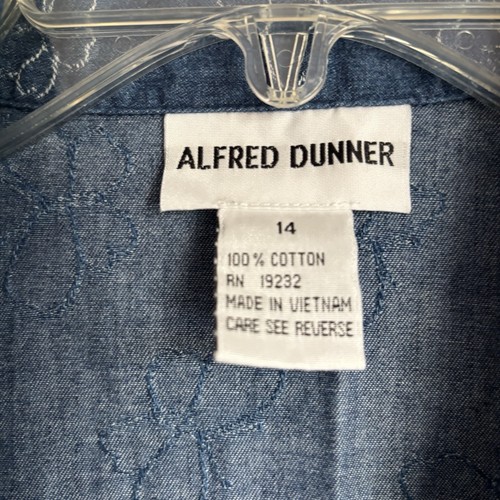 ALFRED DUNNER
14
100% COTTON
RN 19232
MADE IN VIETNAM
CARE SEE REVERSE